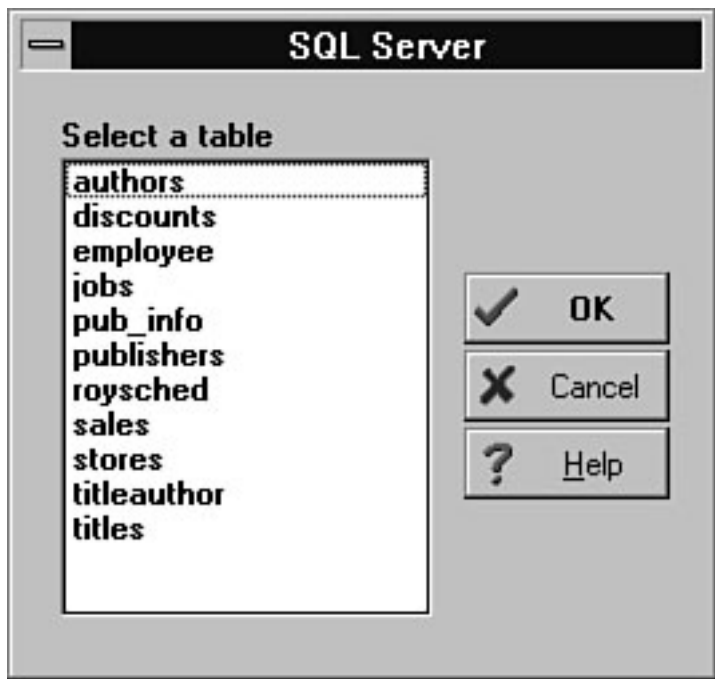 SQL Server
Select a table
authors
discounts
employee
jobs
pub_info
publishers
roysched
sales
stores
titleauthor
titles
OK
Cancel
Help